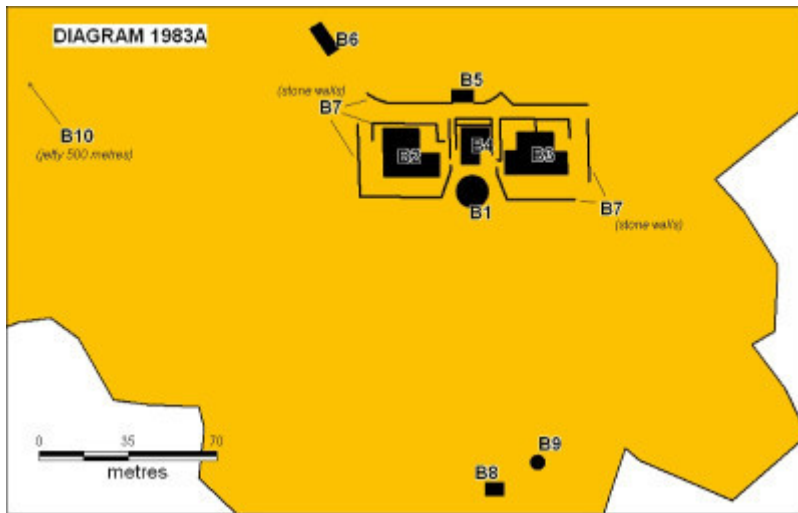 DIAGRAM 1983A
B6
B5
(stone walls)
B7
B10
(jetty 500 metres)
B2
B4
B3
B1
B7
(stone walls)
0 35 70
metres
B9
B8